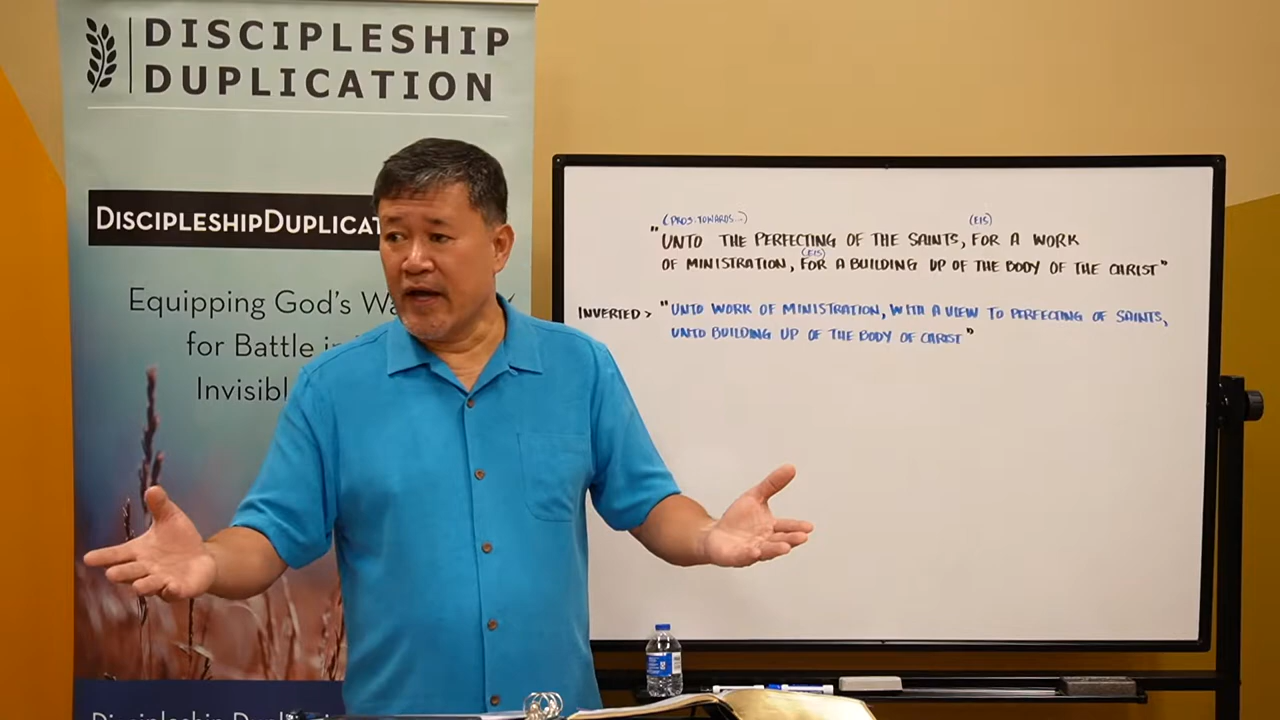 DISCIPLESHIP
DUPLICATION
DISCIPLESHIPDUPLICAT
Equipping God's
for Battle
(PROS: TOWARDS...)
(EIS)
"UNTO THE PERFECTING OF THE SAINTS, FOR A WORK
(EIS)
OF MINISTRATION, FOR A BUILDING UP OF THE BODY OF THE CHRIST"
INVERTED > "UNTO WORK OF MINISTRATION, WITH A VIEW TO PERFECTING OF SAINTS,
UNTO BUILDING UP OF THE BODY OF CHRIST"